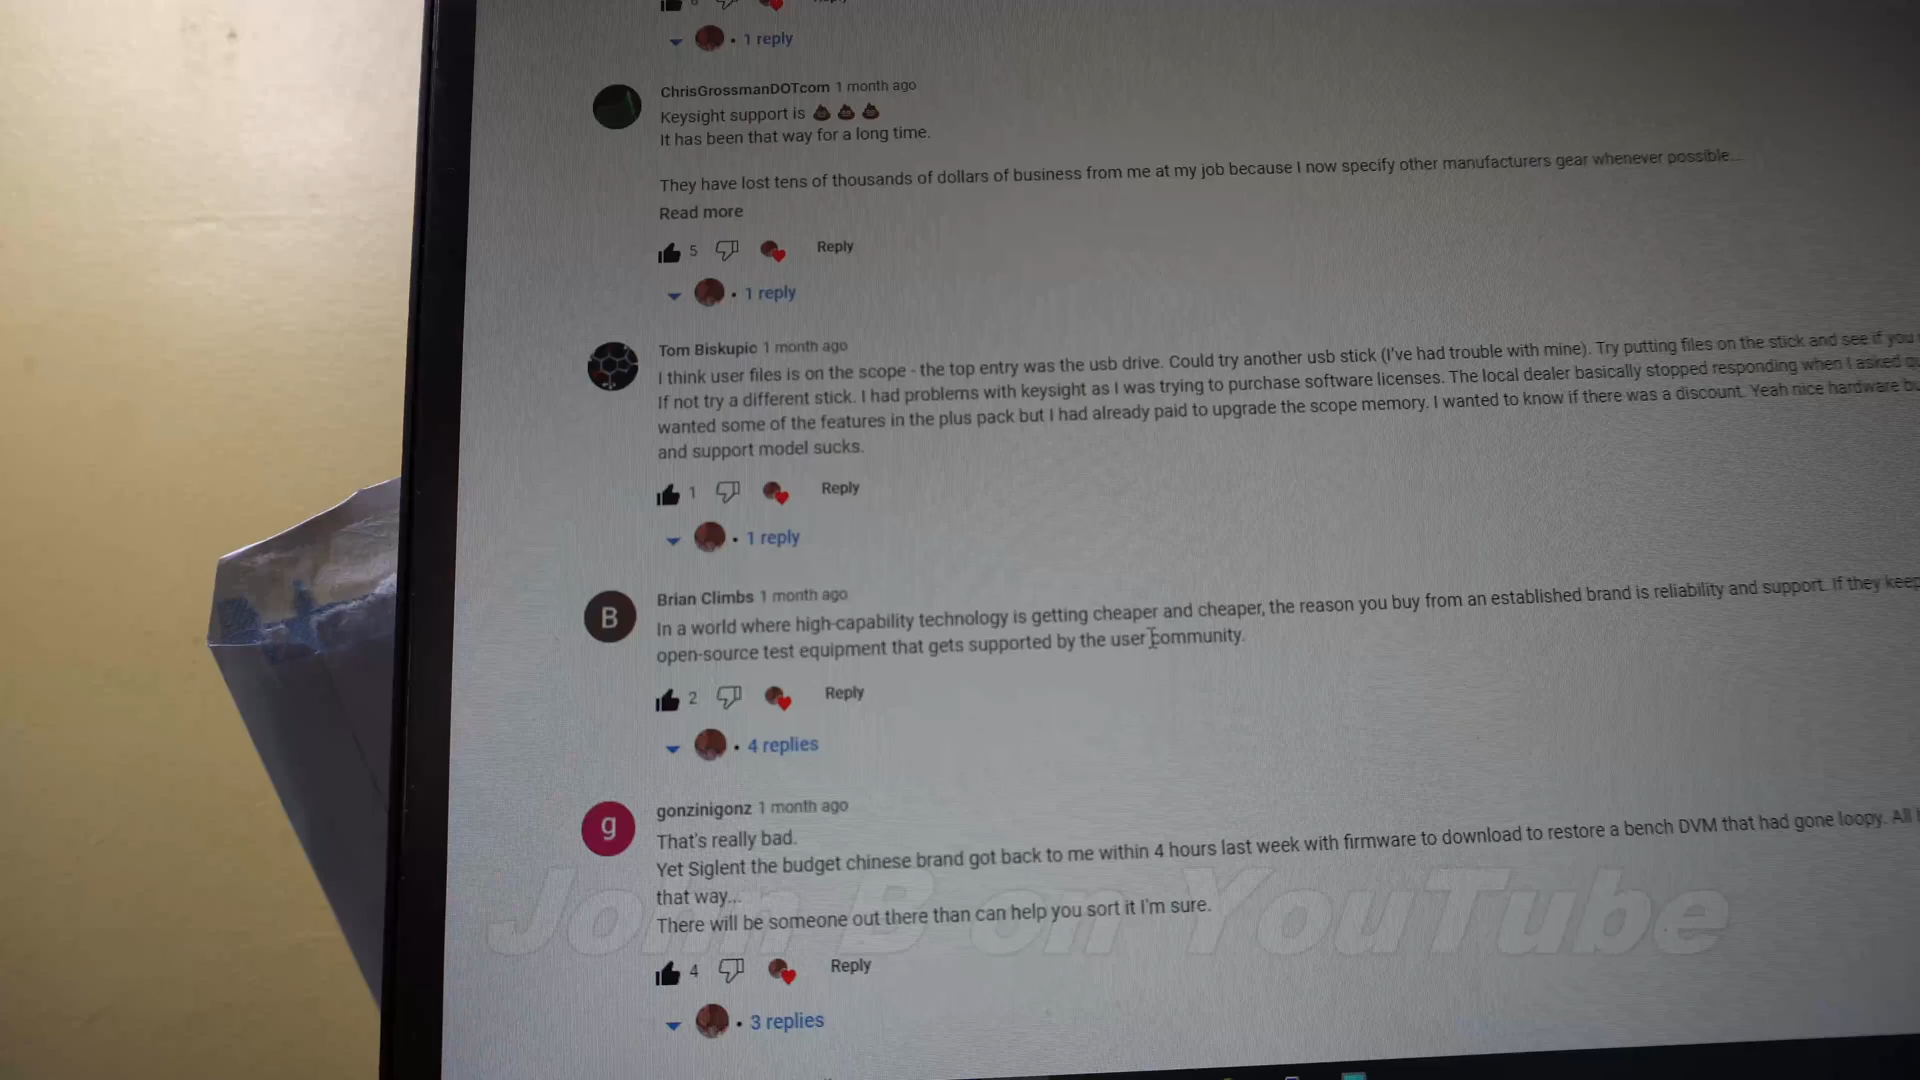 6 Reply
• 1 reply
ChrisGrossmanDOTcom 1 month ago
Keysight support is 💩 💩 💩
It has been that way for a long time.
They have lost tens of thousands of dollars of business from me at my job because I now specify other manufacturers gear whenever possible...
Read more
5 Reply
• 1 reply
Tom Biskupic 1 month ago
I think user files is on the scope - the top entry was the usb drive. Could try another usb stick (I've had trouble with mine). Try putting files on the stick and see if you
If not try a different stick. I had problems with keysight as I was trying to purchase software licenses. The local dealer basically stopped responding when I asked
wanted some of the features in the plus pack but I had already paid to upgrade the scope memory. I wanted to know if there was a discount. Yeah nice hardware
and support model sucks.
1 Reply
• 1 reply
B
Brian Climbs 1 month ago
In a world where high-capability technology is getting cheaper and cheaper, the reason you buy from an established brand is reliability and support. If they keep
open-source test equipment that gets supported by the user community.
2 Reply
• 4 replies
g
gonzinigonz 1 month ago
That's really bad.
Yet Siglent the budget chinese brand got back to me within 4 hours last week with firmware to download to restore a bench DVM that had gone loopy. All
that way...
There will be someone out there than can help you sort it I'm sure.
John B on YouTube
4 Reply
• 3 replies